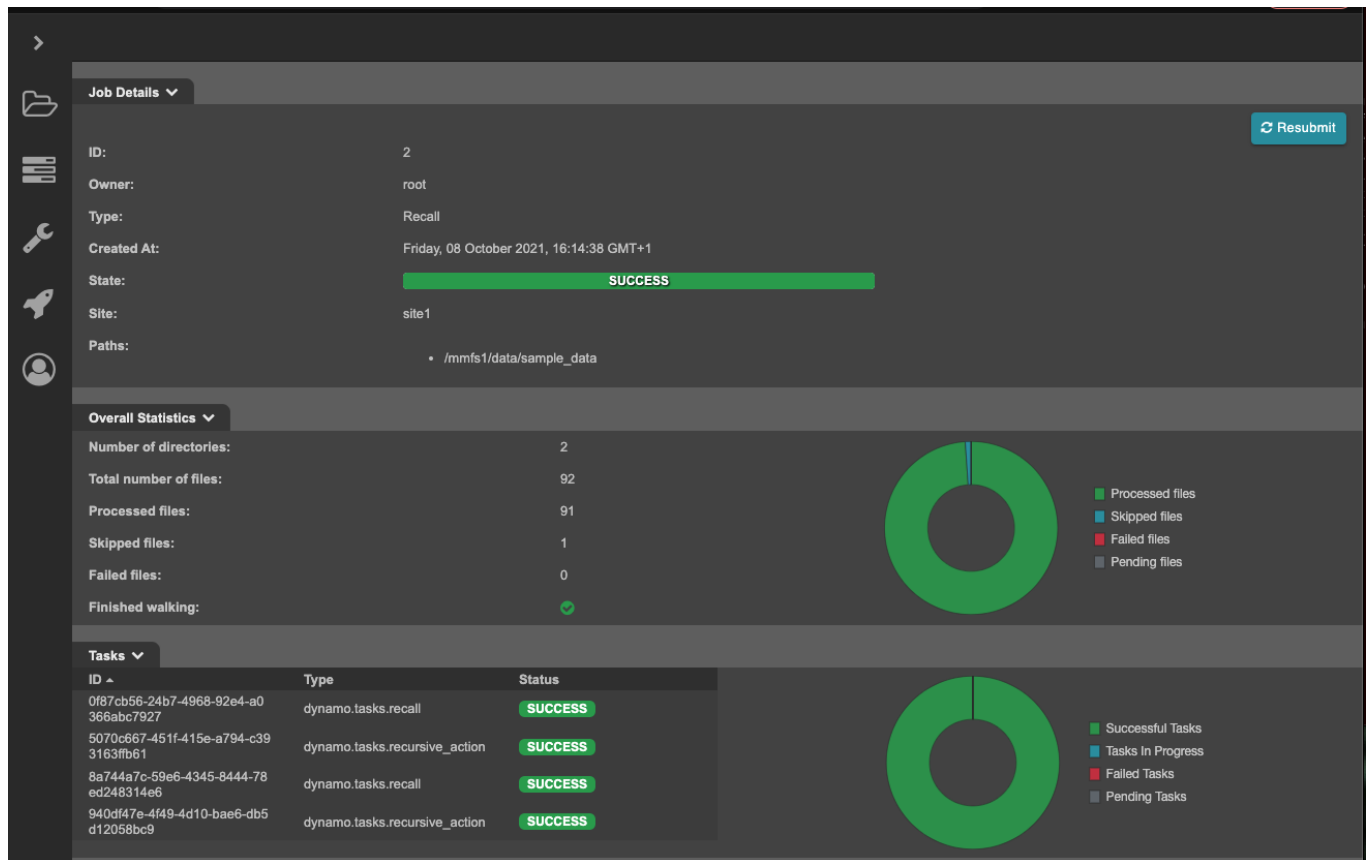 Job Details
Resubmit
ID: 2
Owner: root
Type: Recall
Created At: Friday, 08 October 2021, 16:14:38 GMT+1
State: SUCCESS
Site: site1
Paths:
• /mmfs1/data/sample_data
Overall Statistics
Number of directories: 2
Total number of files: 92
Processed files: 91
Skipped files: 1
Failed files: 0
Finished walking:
Processed files
Skipped files
Failed files
Pending files
Tasks
ID Type Status
0f87cb56-24b7-4968-92e4-a0
366abc7927
dynamo.tasks.recall SUCCESS
5070c667-451f-415e-a794-c39
3163ffb61
dynamo.tasks.recursive_action SUCCESS
8a744a7c-59e6-4345-8444-78
ed248314e6
dynamo.tasks.recall SUCCESS
940df47e-4f49-4d10-bae6-db5
d12058bc9
dynamo.tasks.recursive_action SUCCESS
Successful Tasks
Tasks In Progress
Failed Tasks
Pending Tasks